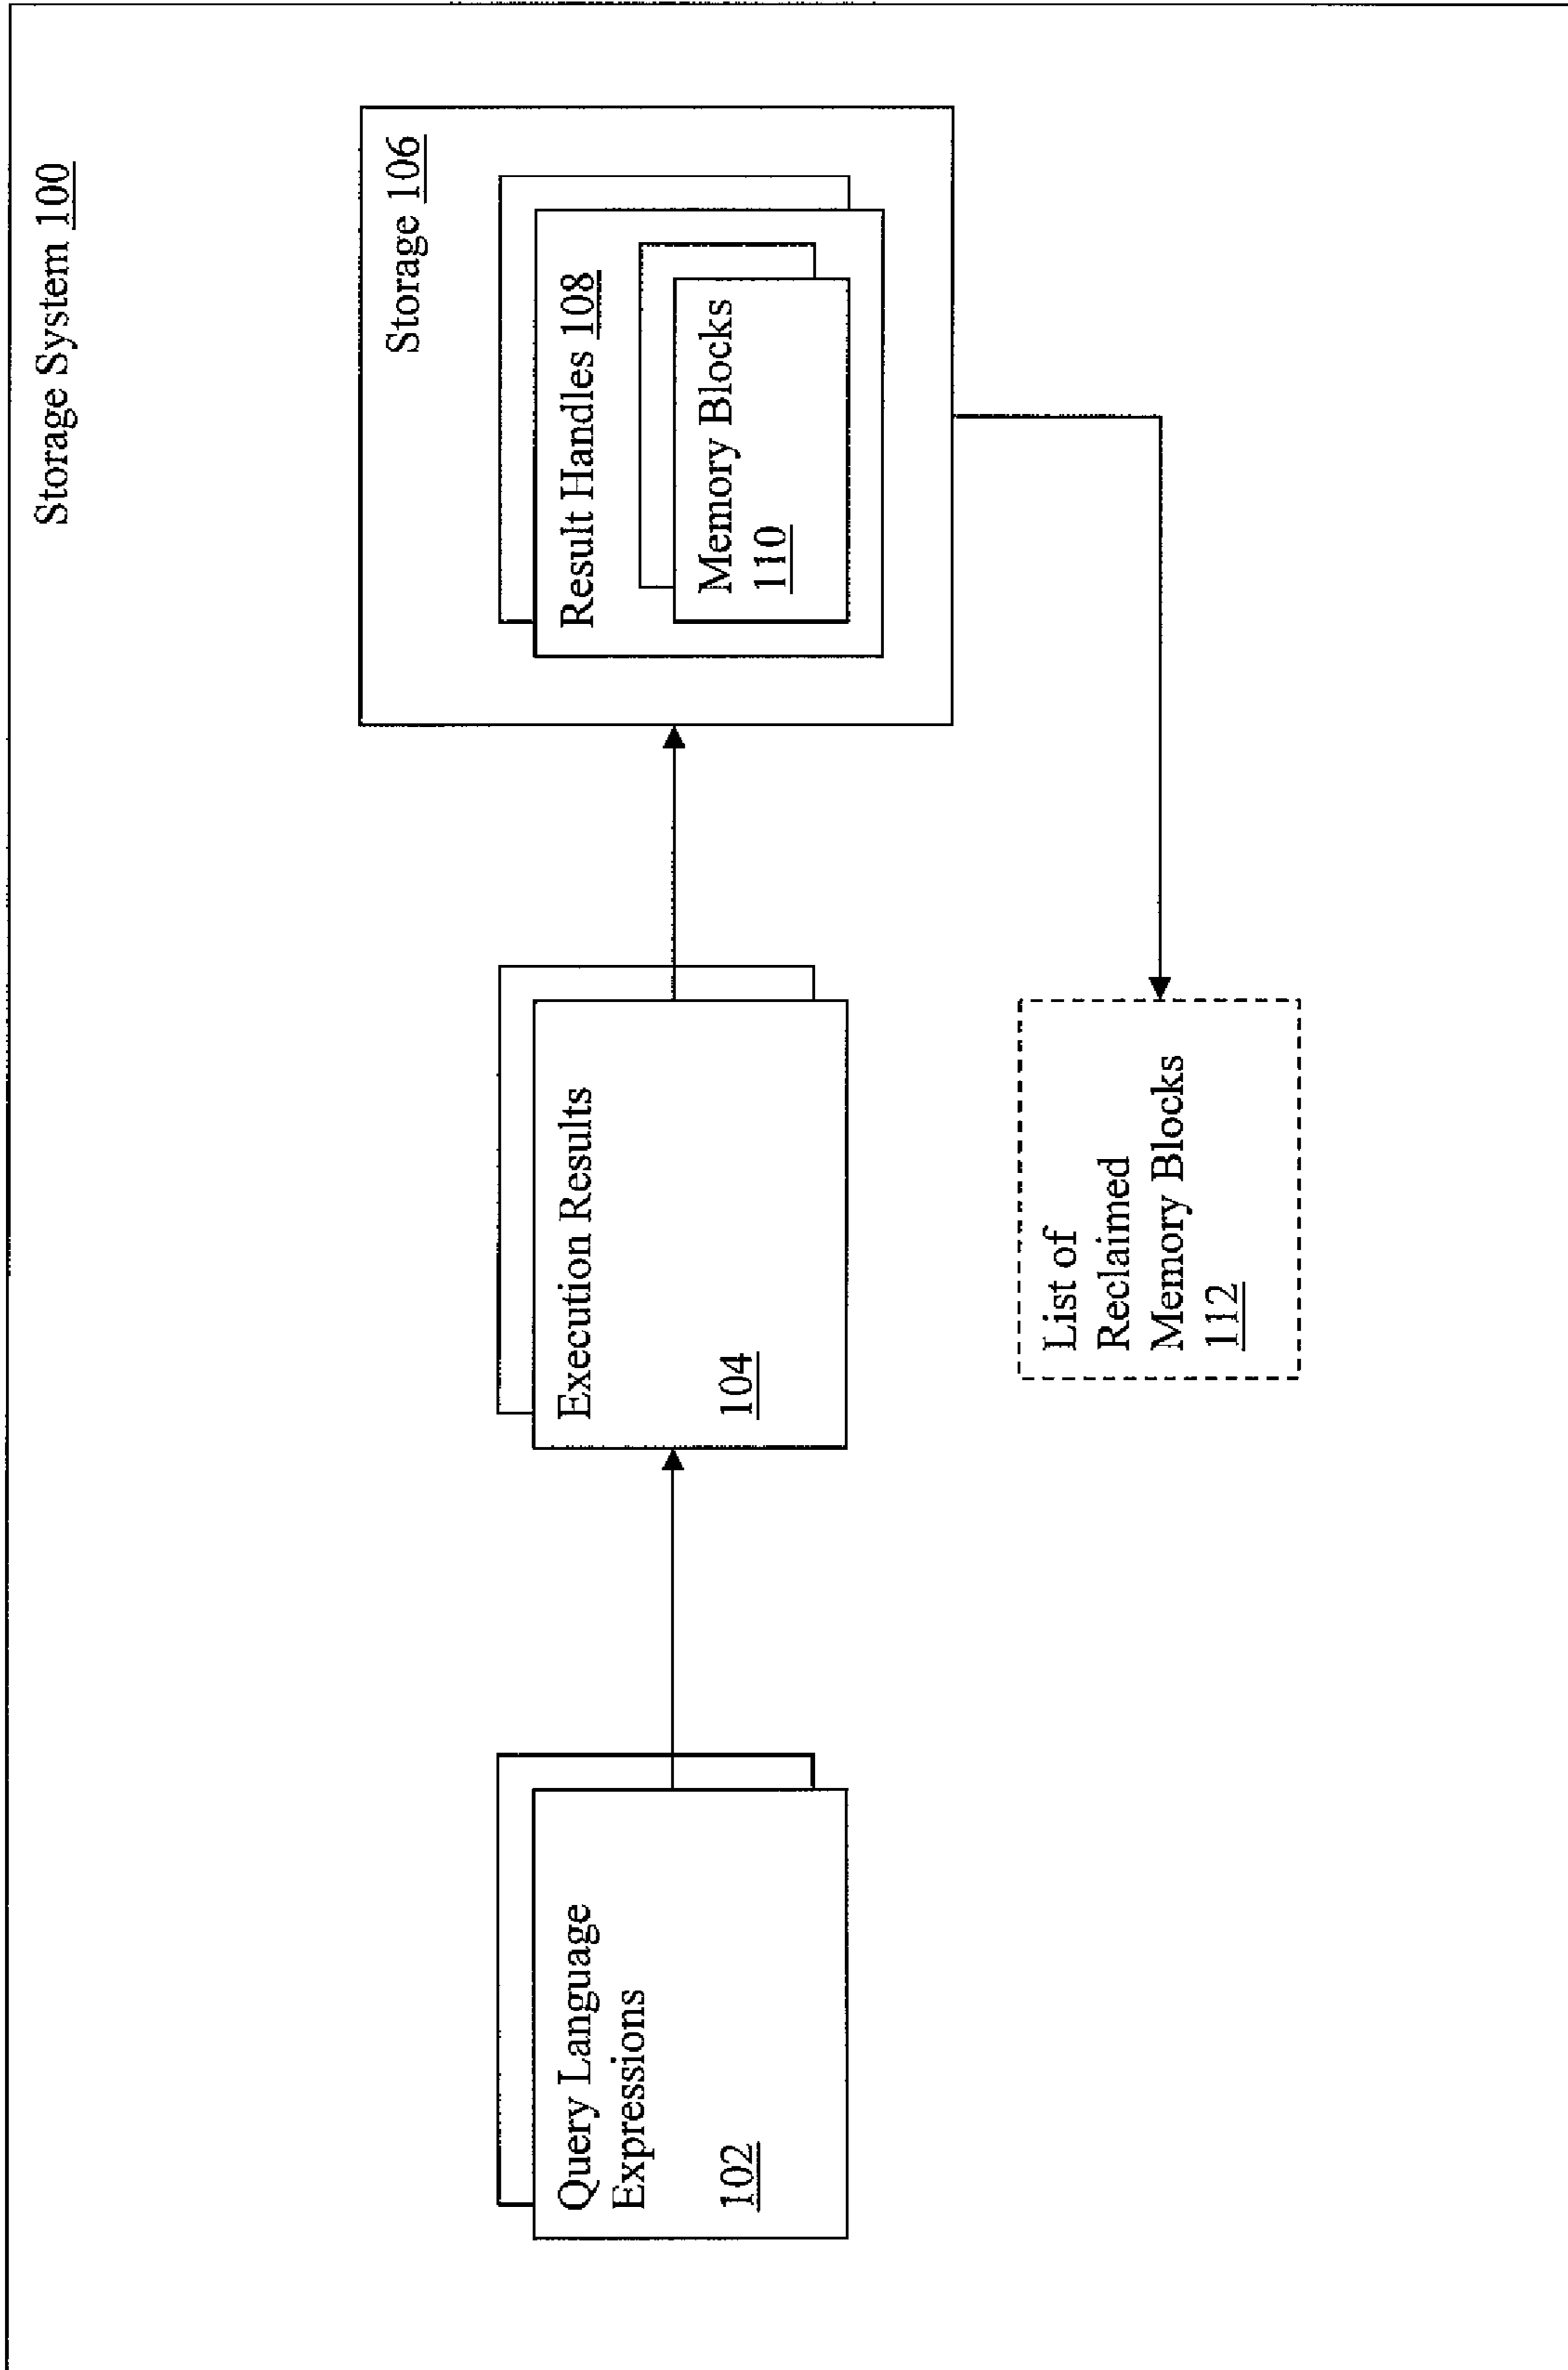 Storage System 100
Query Language
Expressions
102
Execution Results
104
Storage 106
Result Handles 108
Memory Blocks
110
List of
Reclaimed
Memory Blocks
112